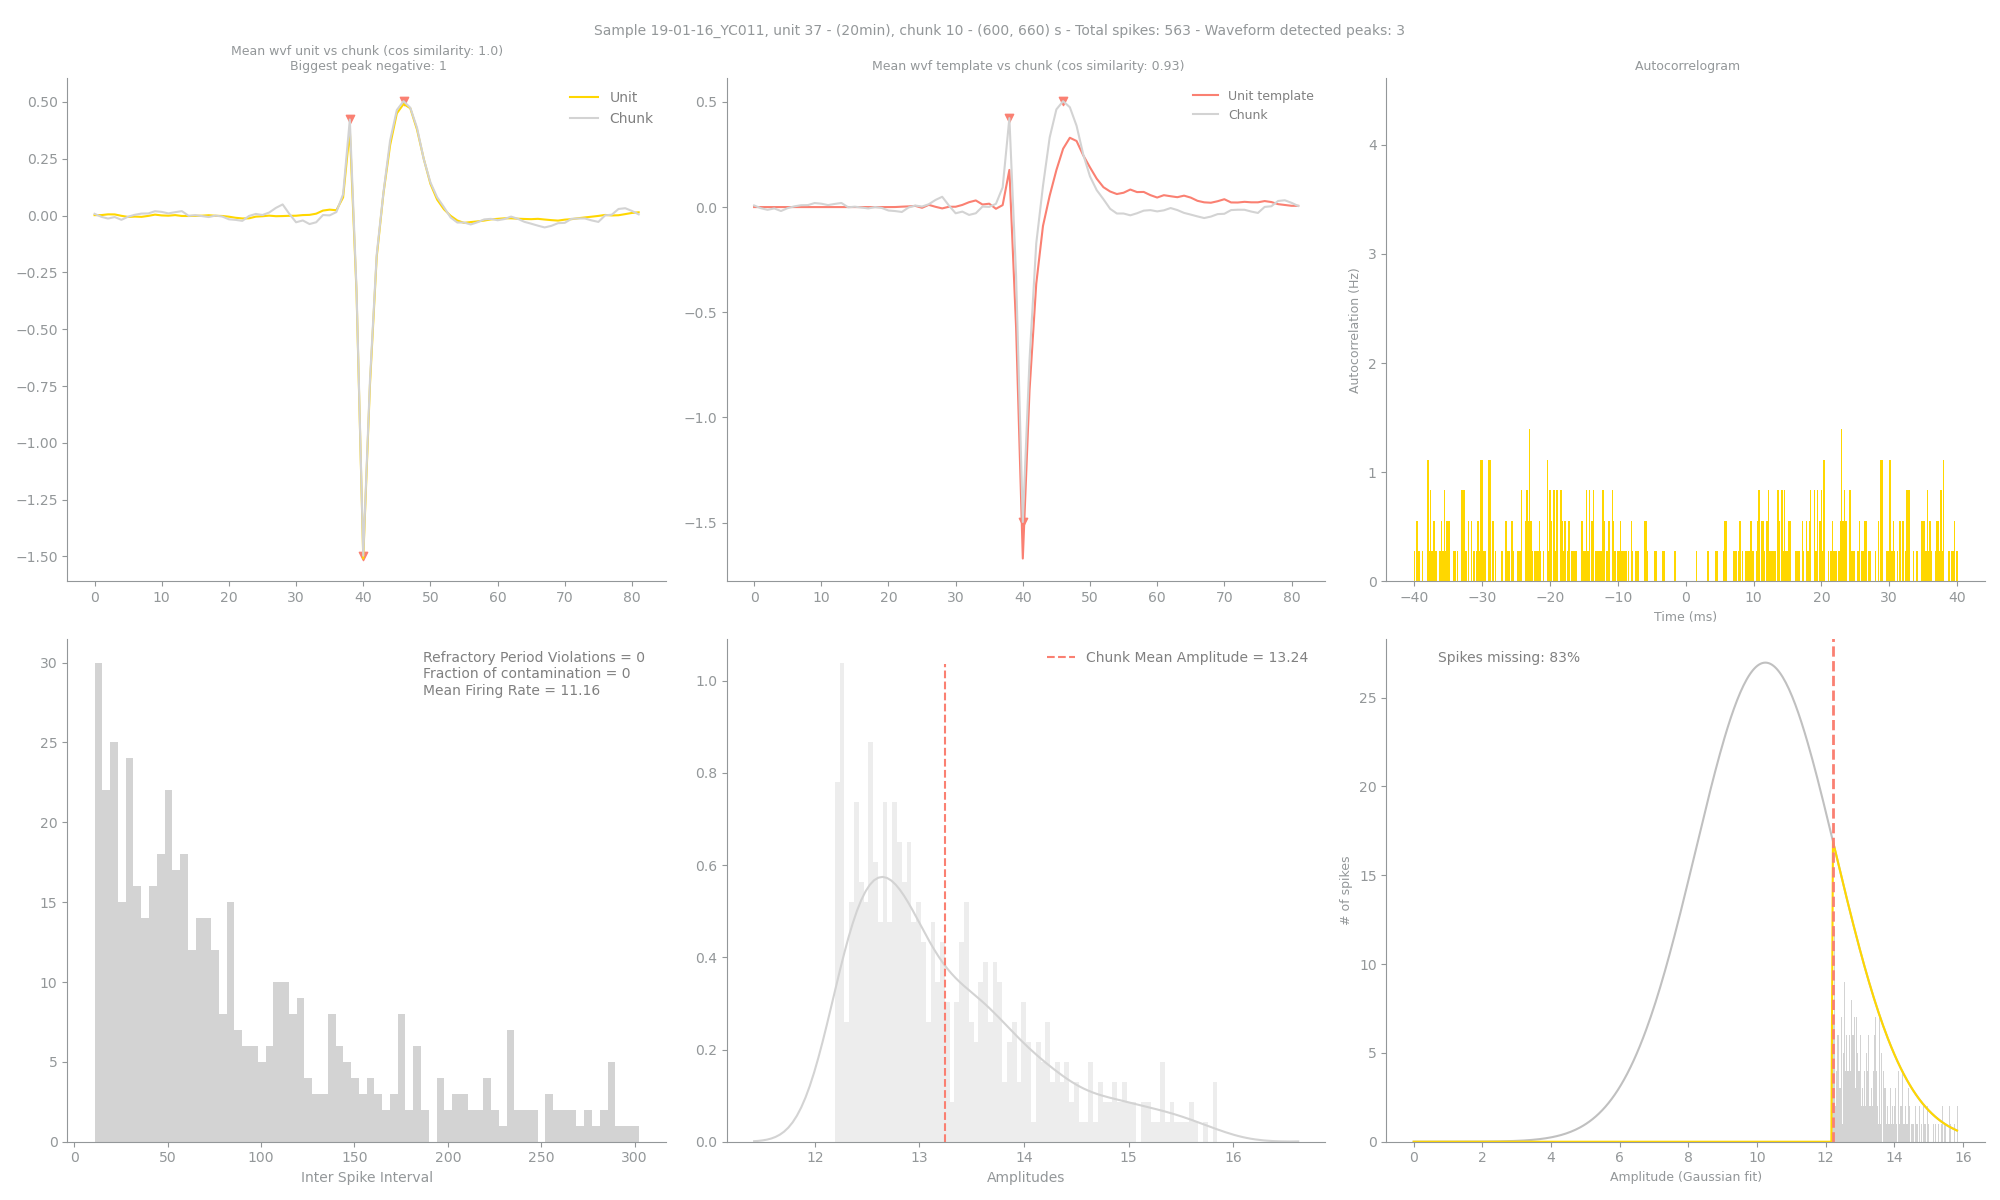 Sample 19-01-16_YC011, unit 37 - (20min), chunk 10 - (600, 660) s - Total spikes: 563 - Waveform detected peaks: 3
Mean wvf unit vs chunk (cos similarity: 1.0)
Biggest peak negative: 1
Unit
Chunk
0.50
0.25
0.00
−0.25
−0.50
−0.75
−1.00
−1.25
−1.50
0 10 20 30 40 50 60 70 80
Mean wvf template vs chunk (cos similarity: 0.93)
Unit template
Chunk
0.5
0.0
−0.5
−1.0
−1.5
0 10 20 30 40 50 60 70 80
Autocorrelogram
Autocorrelation (Hz)
4
3
2
1
0
−40 −30 −20 −10 0 10 20 30 40
Time (ms)
Refractory Period Violations = 0
Fraction of contamination = 0
Mean Firing Rate = 11.16
30
25
20
15
10
5
0
0 50 100 150 200 250 300
Inter Spike Interval
Chunk Mean Amplitude = 13.24
1.0
0.8
0.6
0.4
0.2
0.0
12 13 14 15 16
Amplitudes
Spikes missing: 83%
# of spikes
25
20
15
10
5
0
0 2 4 6 8 10 12 14 16
Amplitude (Gaussian fit)